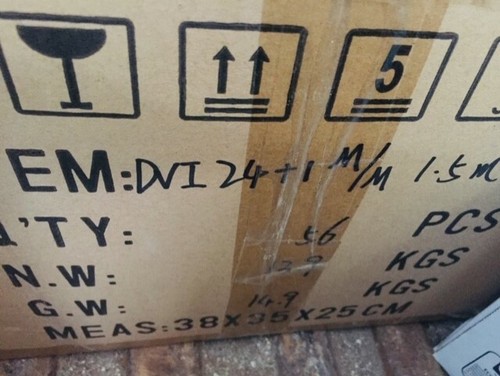 5
EM: DVI 24+1 M/M 1.5M
Q'TY: 56 PCS
N.W: KGS
G.W: 14.9 KGS
MEAS:38X35X25CM